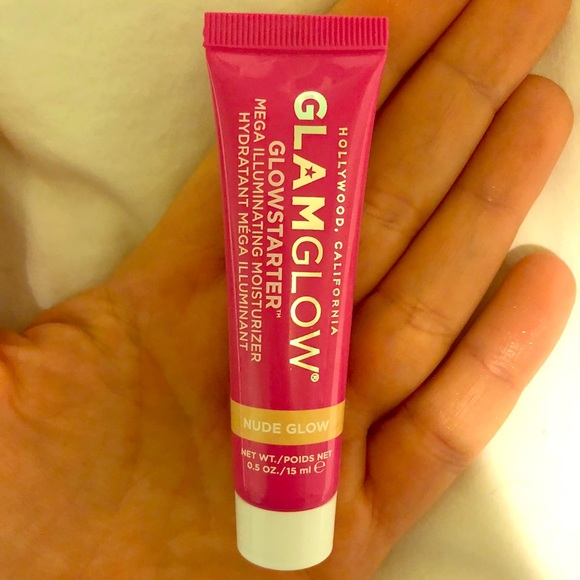 HOLLYWOOD, CALIFORNIA
GLAMGLOW®
GLOWSTARTER™
MEGA ILLUMINATING MOISTURIZER
HYDRATANT MÉGA ILLUMINANT
NUDE GLOW
NET WT./POIDS NET
0.5 OZ./15 ml ℮